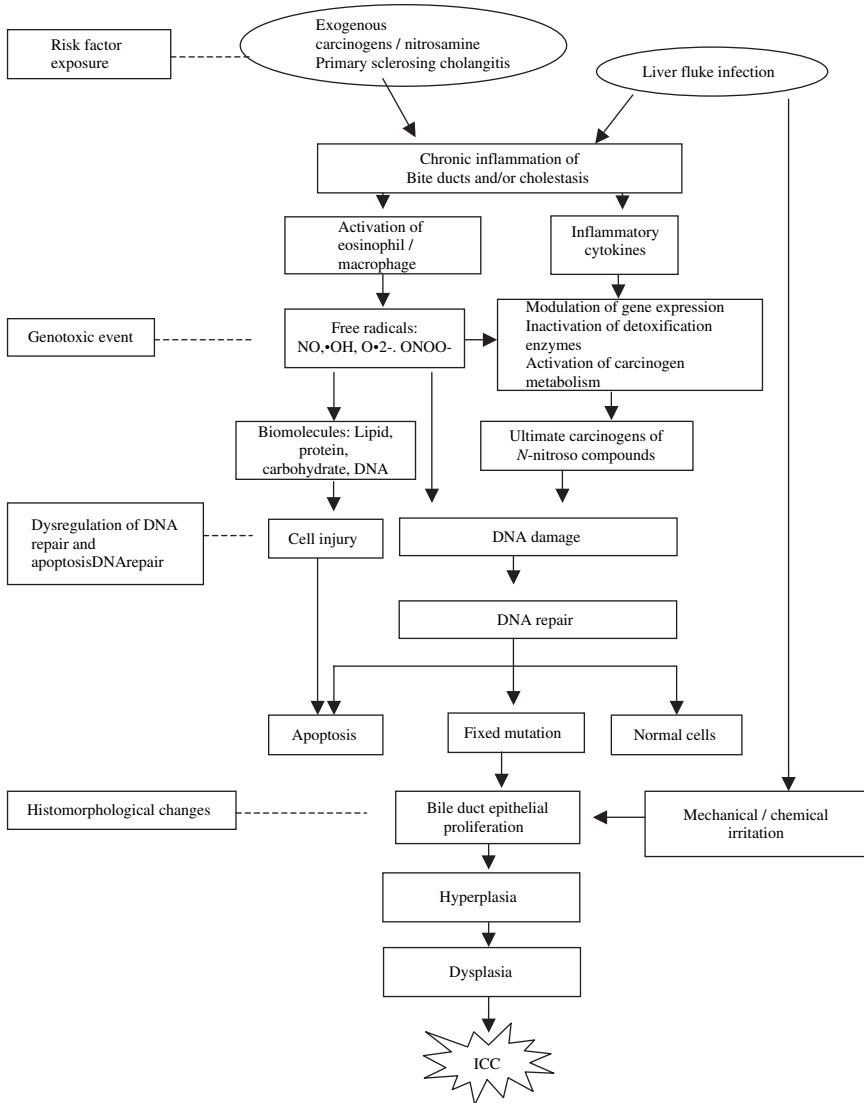 Risk factor
exposure
Exogenous
carcinogens / nitrosamine
Primary sclerosing cholangitis
Liver fluke infection
Chronic inflammation of
Bite ducts and/or cholestasis
Activation of
eosinophil /
macrophage
Inflammatory
cytokines
Genotoxic event
Free radicals:
NO,•OH, O•2-. ONOO-
Modulation of gene expression
Inactivation of detoxification
enzymes
Activation of carcinogen
metabolism
Biomolecules: Lipid,
protein,
carbohydrate, DNA
Ultimate carcinogens of
N-nitroso compounds
Dysregulation of DNA
repair and
apoptosisDNArepair
Cell injury
DNA damage
DNA repair
Apoptosis
Fixed mutation
Normal cells
Histomorphological changes
Bile duct epithelial
proliferation
Mechanical / chemical
irritation
Hyperplasia
Dysplasia
ICC